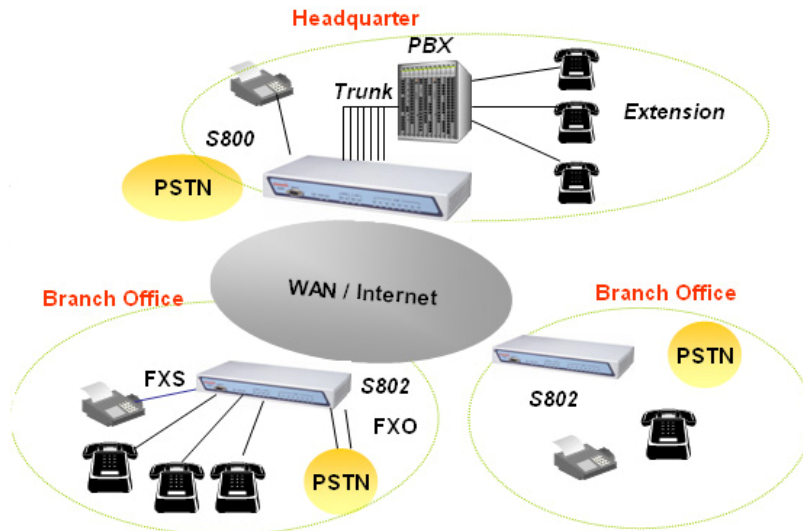 Headquarter
PBX
Trunk
Extension
S800
PSTN
WAN / Internet
Branch Office
Branch Office
FXS
S802
FXO
PSTN
PSTN
S802